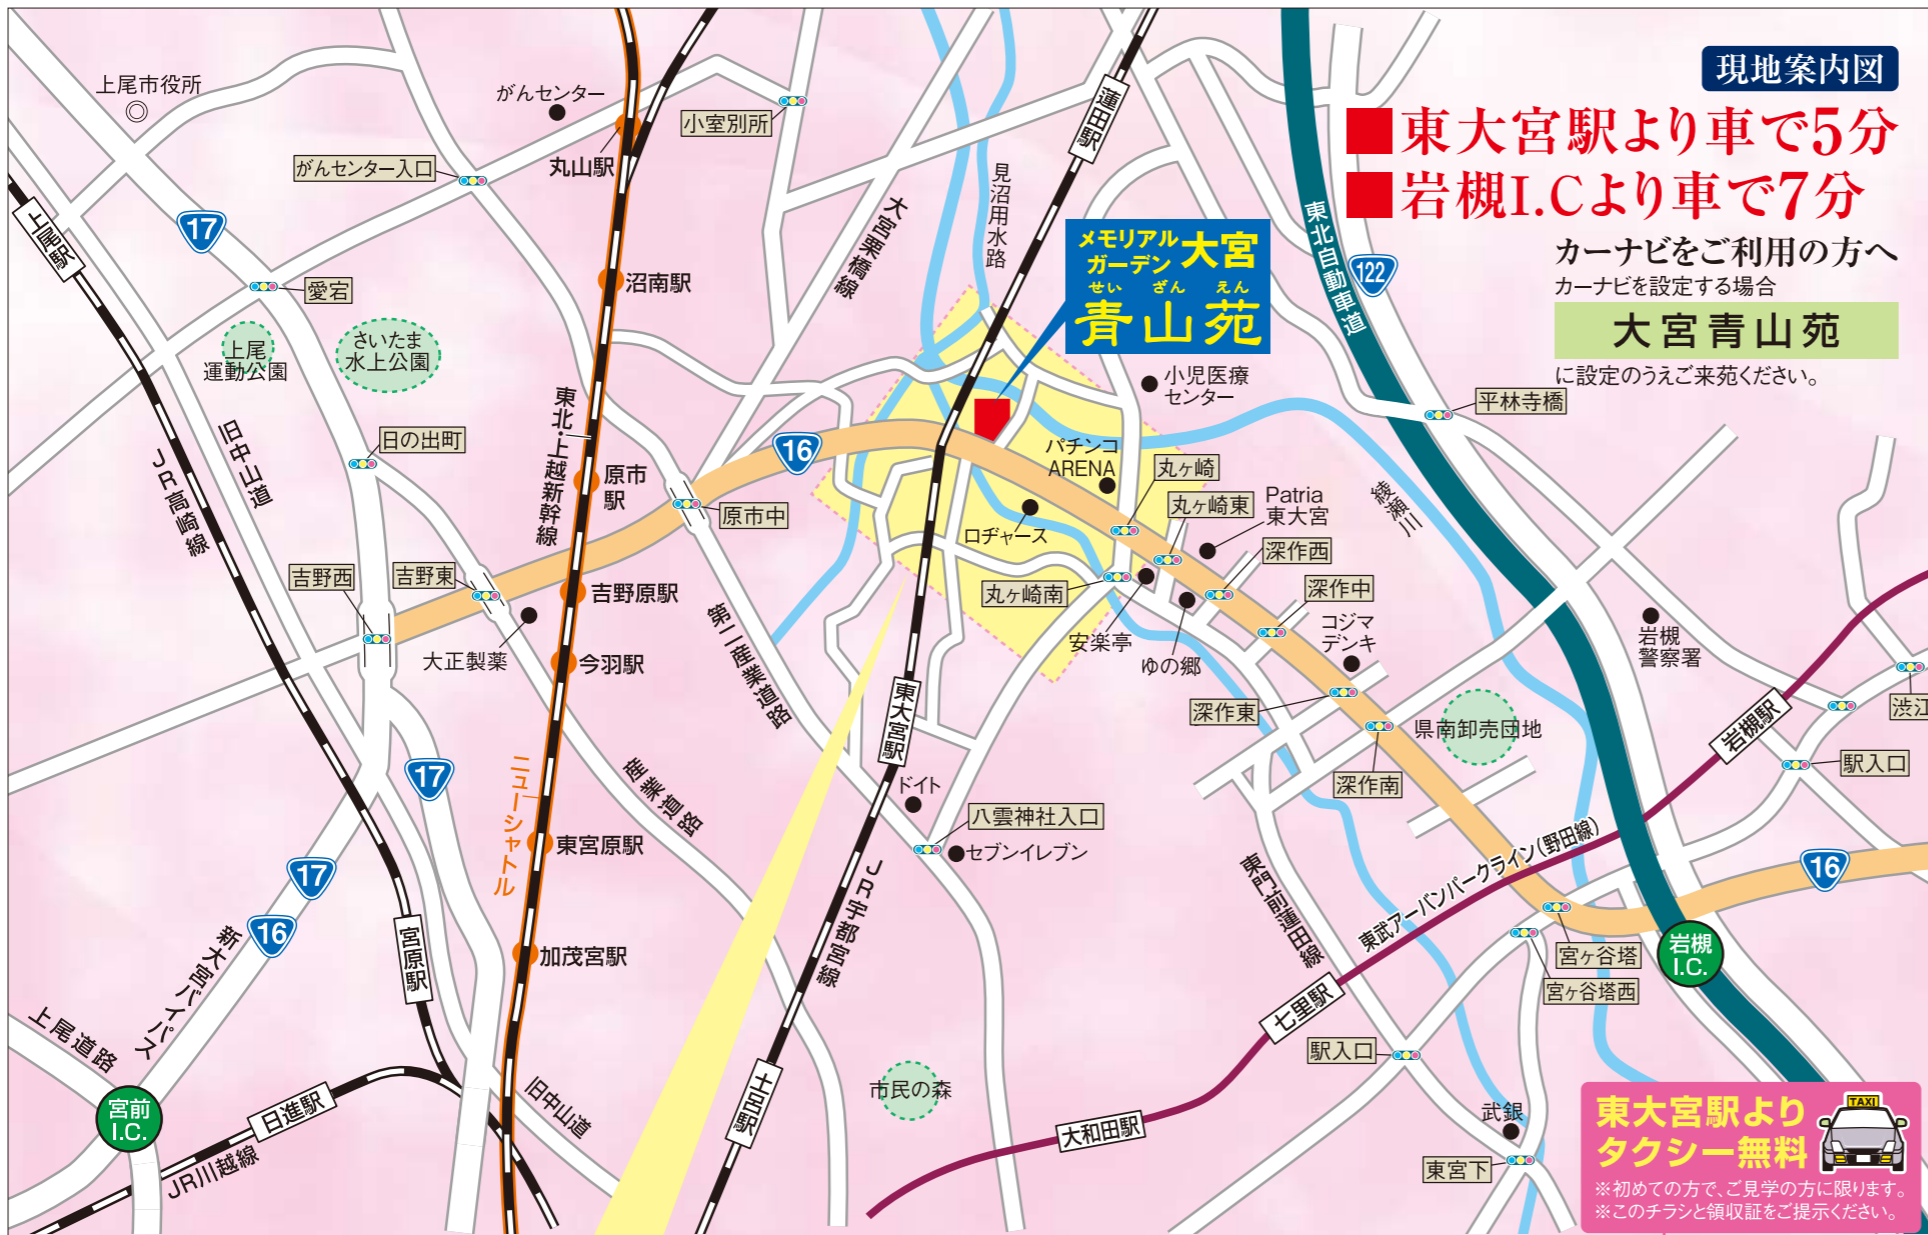 現地案内図
■東大宮駅より車で5分
■岩槻I.Cより車で7分
カーナビをご利用の方へ
カーナビを設定する場合
大宮青山苑
に設定のうえご来苑ください。
メモリアル
ガーデン
大宮
せい ざん えん
青山苑
上尾市役所
がんセンター
小室別所
丸山駅
がんセンター入口
蓮田駅
見沼用水路
大宮栗橋線
東北自動車道
122
17
上尾駅
愛宕
沼南駅
上尾
運動公園
さいたま
水上公園
小児医療
センター
平林寺橋
旧中山道
日の出町
JR高崎線
東北・上越新幹線
原市
駅
原市中
16
パチンコ
ARENA
丸ヶ崎
丸ヶ崎東
Patria
東大宮
綾瀬川
ロヂャース
深作西
吉野西
吉野東
吉野原駅
丸ヶ崎南
深作中
コジマ
デンキ
大正製薬
今羽駅
第二産業道路
安楽亭
ゆの郷
岩槻
警察署
東大宮駅
深作東
県南卸売団地
岩槻駅
渋江
駅入口
深作南
17
ニューシャトル
産業道路
ドイト
八雲神社入口
セブンイレブン
東宮原駅
JR宇都宮線
東門前蓮田線
東武アーバンパークライン(野田線)
16
17
16
新大宮バイパス
宮原駅
加茂宮駅
宮ヶ谷塔
宮ヶ谷塔西
岩槻
I.C.
七里駅
駅入口
上尾道路
宮前
I.C.
日進駅
JR川越線
旧中山道
土呂駅
市民の森
大和田駅
武銀
東宮下
東大宮駅より
タクシー無料
TAXI
※初めての方で、ご見学の方に限ります。
※このチラシと領収証をご提示ください。